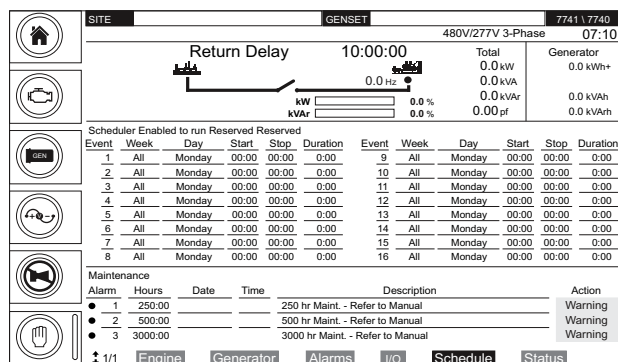 SITE GENSET 7741 \ 7740
480V/277V 3-Phase 07:10
Return Delay 10:00:00 Total Generator
0.0 kW 0.0 kWh+
0.0 Hz 0.0 kVA
0.0 kVAr 0.0 kVAh
kW 0.0 %
kVAr 0.0 % 0.00 pf 0.0 kVArh
Scheduler Enabled to run Reserved Reserved
Event Week Day Start Stop Duration Event Week Day Start Stop Duration
1 All Monday 00:00 00:00 0:00 9 All Monday 00:00 00:00 0:00
2 All Monday 00:00 00:00 0:00 10 All Monday 00:00 00:00 0:00
GEN
3 All Monday 00:00 00:00 0:00 11 All Monday 00:00 00:00 0:00
4 All Monday 00:00 00:00 0:00 12 All Monday 00:00 00:00 0:00
5 All Monday 00:00 00:00 0:00 13 All Monday 00:00 00:00 0:00
6 All Monday 00:00 00:00 0:00 14 All Monday 00:00 00:00 0:00
7 All Monday 00:00 00:00 0:00 15 All Monday 00:00 00:00 0:00
8 All Monday 00:00 00:00 0:00 16 All Monday 00:00 00:00 0:00
Maintenance
Alarm Hours Date Time Description Action
1 250:00 250 hr Maint. - Refer to Manual Warning
2 500:00 500 hr Maint. - Refer to Manual Warning
3 3000:00 3000 hr Maint. - Refer to Manual Warning
1/1 Engine Generator Alarms I/O Schedule Status